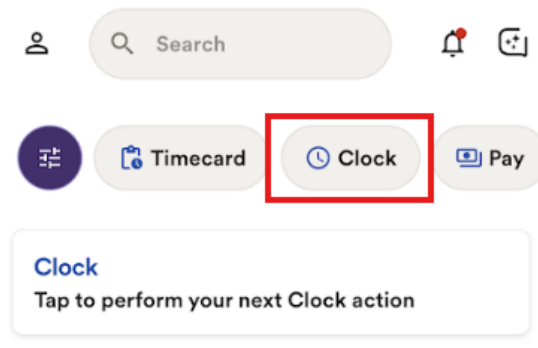 Search
Timecard Clock Pay
Clock
Tap to perform your next Clock action